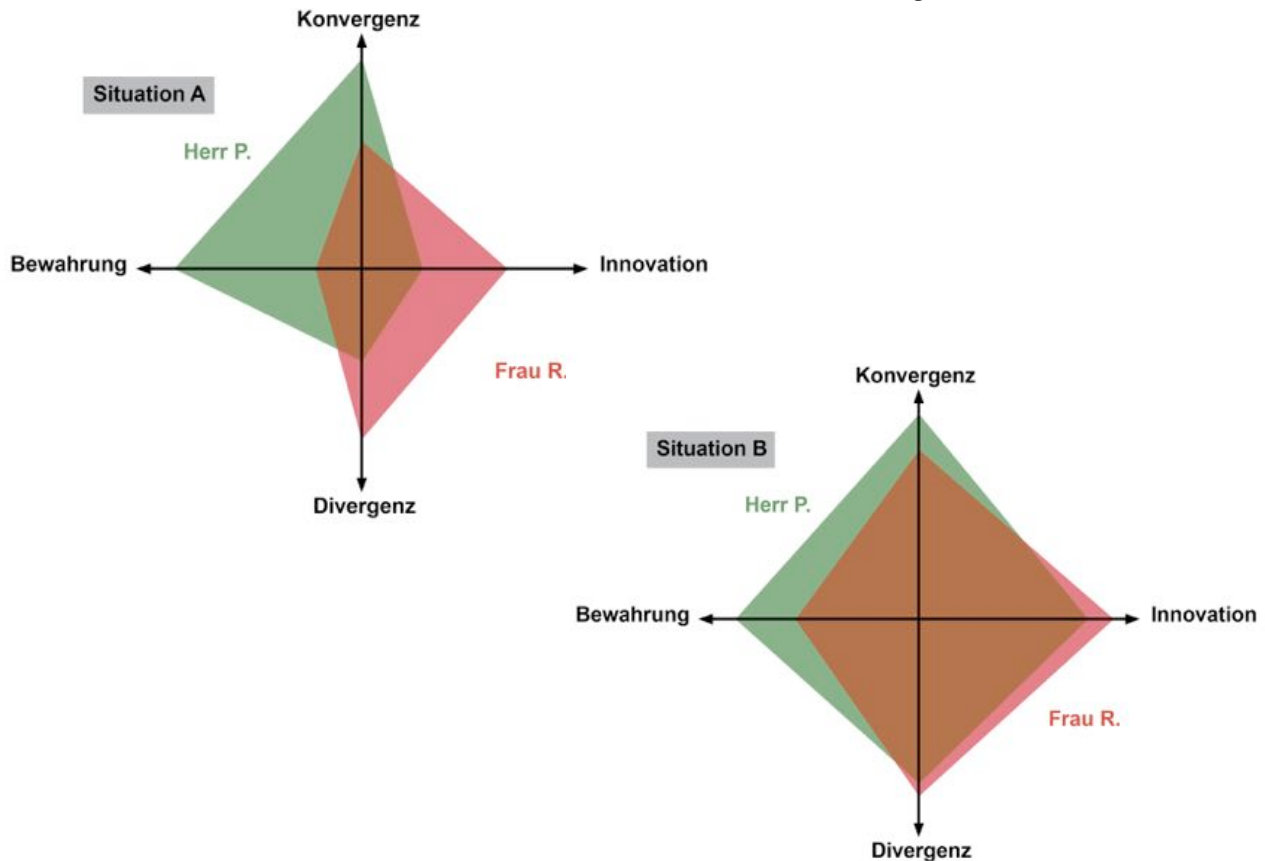 Konvergenz
Situation A
Herr P.
Bewahrung
Innovation
Frau R.
Divergenz
Konvergenz
Situation B
Herr P.
Bewahrung
Innovation
Frau R.
Divergenz